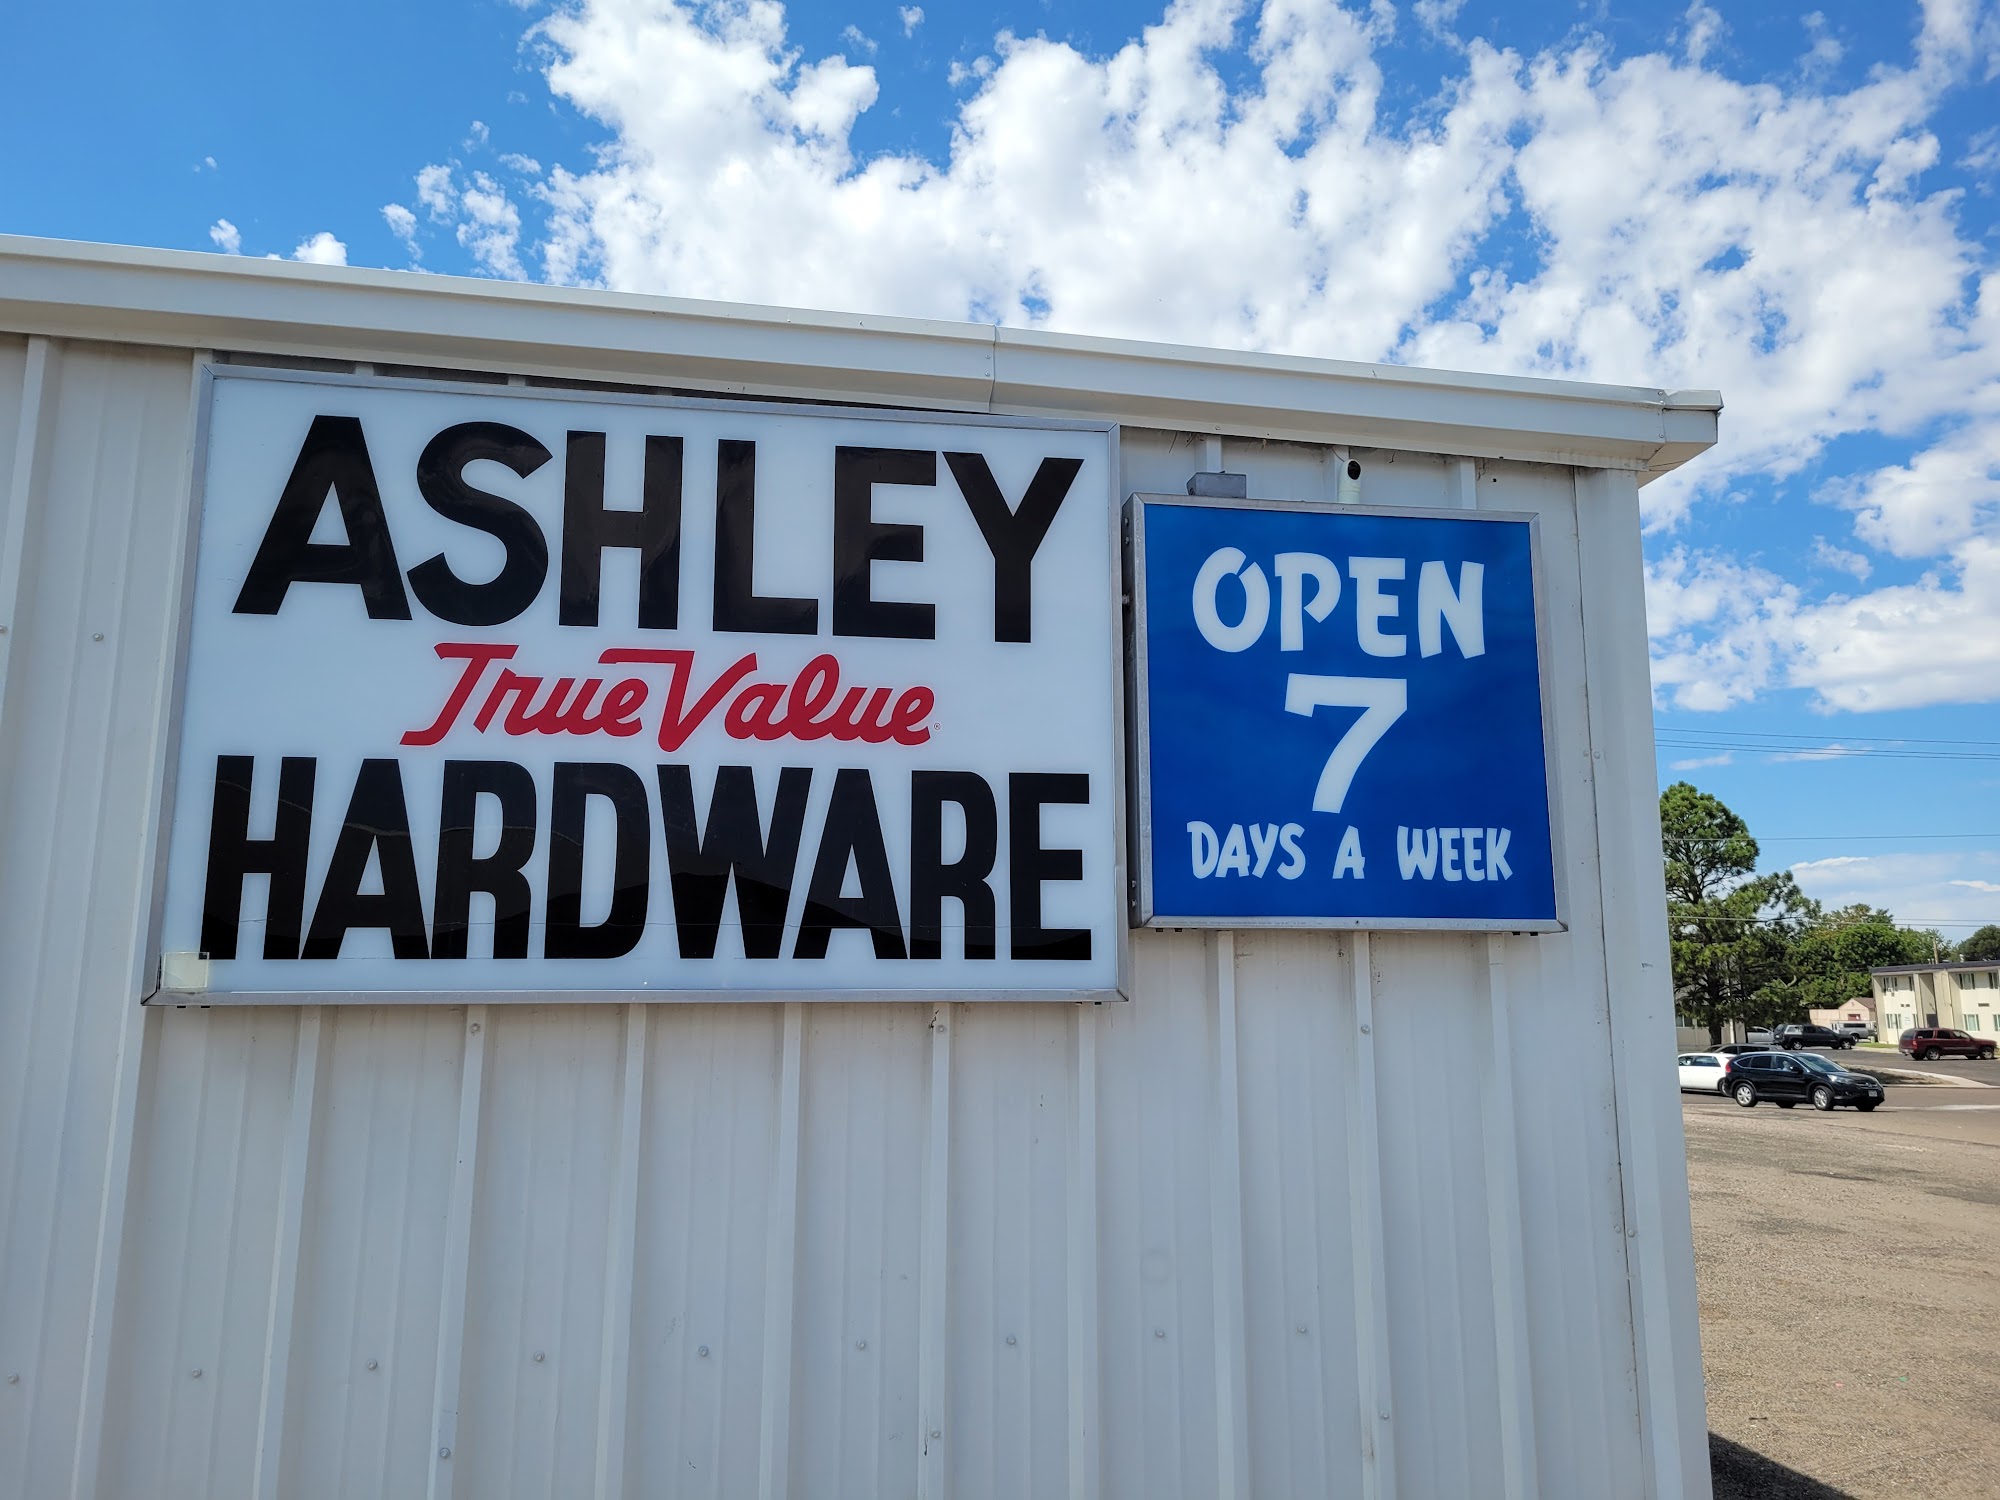 ASHLEY
True Value®
HARDWARE
OPEN
7
DAYS A WEEK